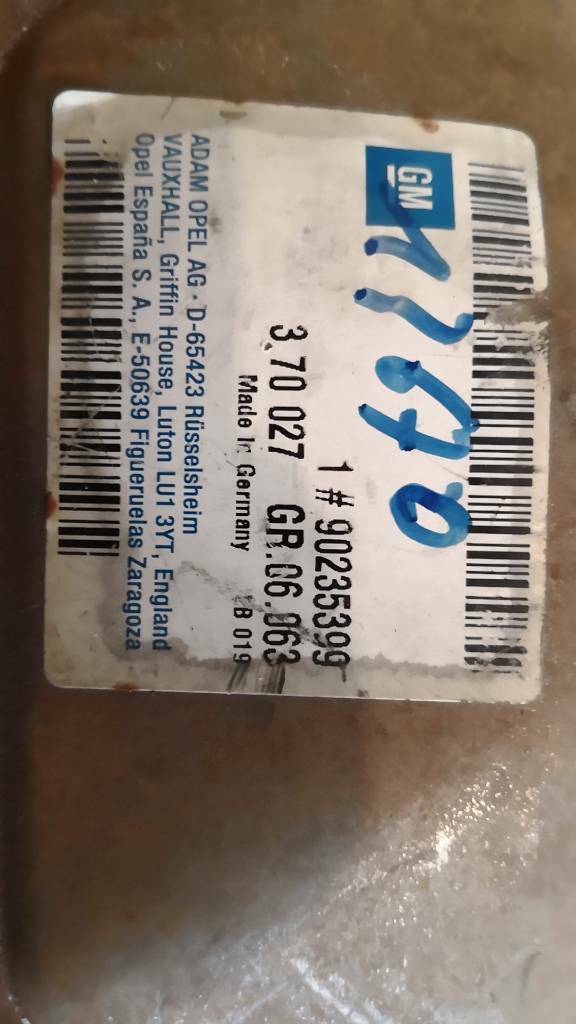 GM
1 # 90235399
3.70 027 GR.06.063
Made In Germany B 019
ADAM OPEL AG · D-65423 Rüsselsheim
VAUXHALL, Griffin House, Luton LU1 3YT, England
Opel España S. A., E-50639 Figueruelas Zaragoza